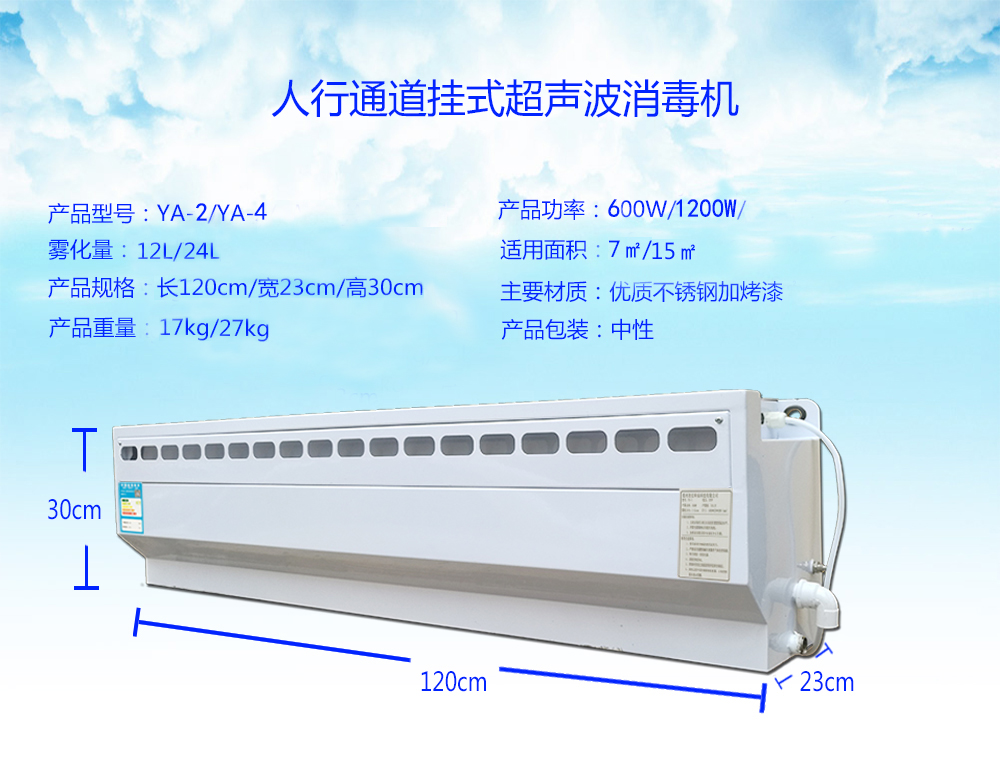 人行通道挂式超声波消毒机
产品型号：YA-2/YA-4
产品功率：600W/1200W/
雾化量：12L/24L
适用面积：7㎡/15㎡
产品规格：长120cm/宽23cm/高30cm
主要材质：优质不锈钢加烤漆
产品重量：17kg/27kg
产品包装：中性
30cm
120cm
23cm